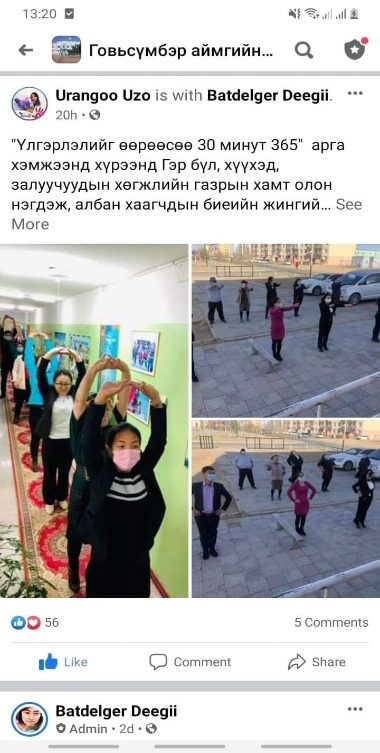 13:20
Говьсүмбэр аймгийн...
Urangoo Uzo is with Batdelger Deegii.
20h
"Үлгэрлэлийг өөрөөсөө 30 минут 365" арга
хэмжээнд хүрээнд Гэр бүл, хүүхэд,
залуучуудын хөгжлийн газрын хамт олон
нэгдэж, албан хаагчдын биеийн жингий... See
More
56
5 Comments
Like
Comment
Share
Batdelger Deegii
Admin • 2d